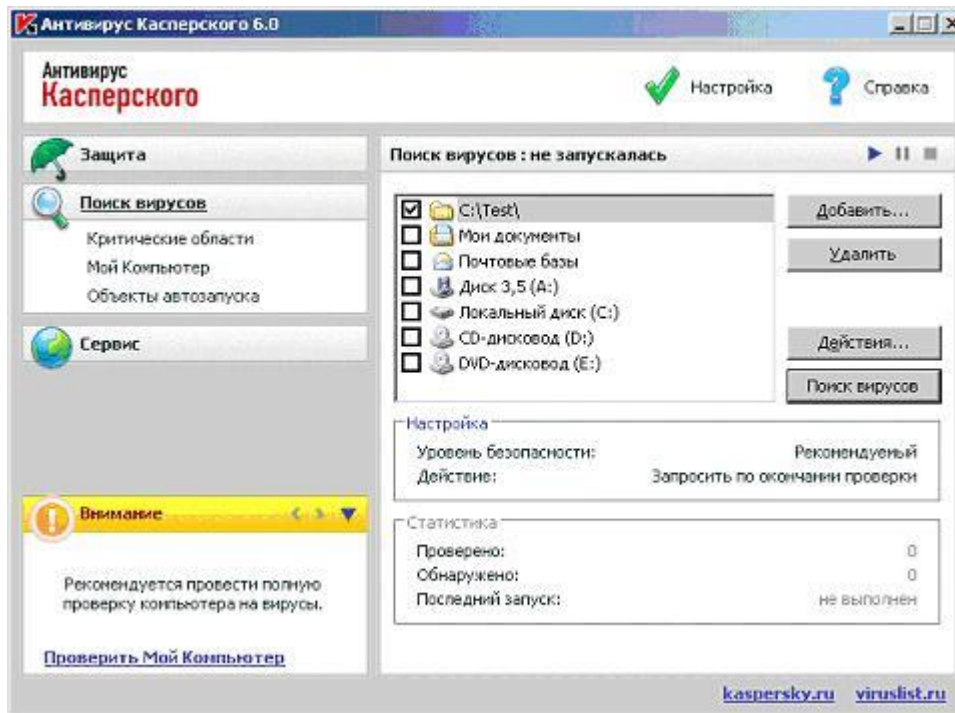 Антивирус Касперского 6.0
Антивирус
Касперского
Настройка
Справка
Защита
Поиск вирусов
Критические области
Мой Компьютер
Объекты автозапуска
Сервис
Внимание
Рекомендуется провести полную
проверку компьютера на вирусы.
Проверить Мой Компьютер
Поиск вирусов : не запускалась
C:\Test\
Мои документы
Почтовые базы
Диск 3,5 (A:)
Локальный диск (C:)
CD-дисковод (D:)
DVD-дисковод (E:)
Добавить...
Удалить
Действия...
Поиск вирусов
Настройка
Уровень безопасности: Рекомендуемый
Действие: Запросить по окончании проверки
Статистика
Проверено: 0
Обнаружено: 0
Последний запуск: не выполнен
kaspersky.ru viruslist.ru